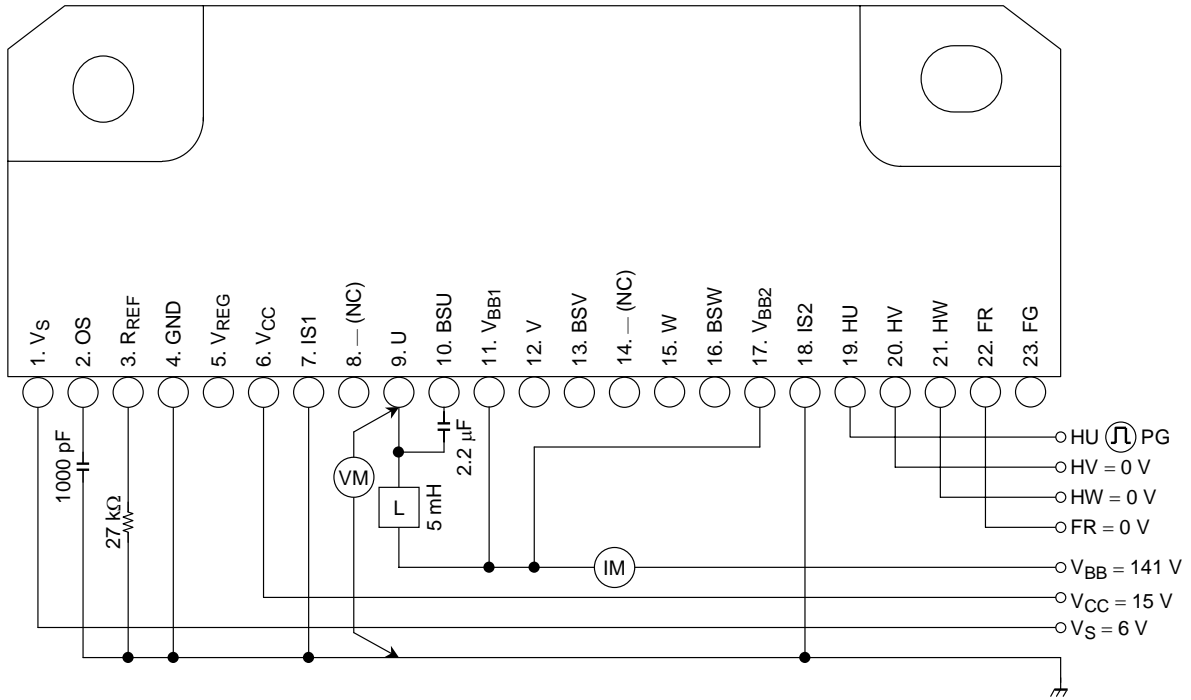 1. VS
2. OS
3. RREF
4. GND
5. VREG
6. VCC
7. IS1
8. — (NC)
9. U
10. BSU
11. VBB1
12. V
13. BSV
14. — (NC)
15. W
16. BSW
17. VBB2
18. IS2
19. HU
20. HV
21. HW
22. FR
23. FG
1000 pF
27 kΩ
VM
L
5 mH
2.2 μF
IM
HU PG
HV = 0 V
HW = 0 V
FR = 0 V
VBB = 141 V
VCC = 15 V
VS = 6 V